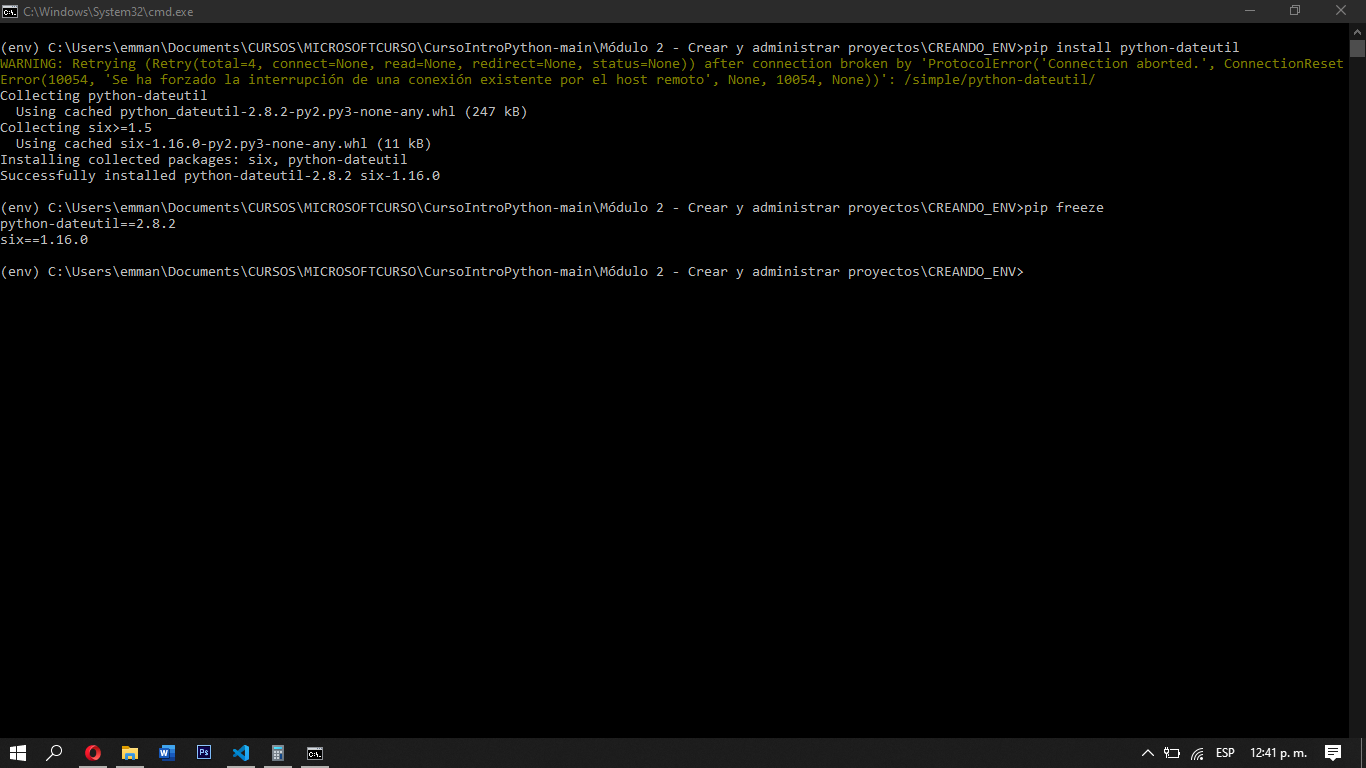 C:\Windows\System32\cmd.exe
(env) C:\Users\emman\Documents\CURSOS\MICROSOFTCURSO\CursoIntroPython-main\Módulo 2 - Crear y administrar proyectos\CREANDO_ENV>pip install python-dateutil
WARNING: Retrying (Retry(total=4, connect=None, read=None, redirect=None, status=None)) after connection broken by 'ProtocolError('Connection aborted.', ConnectionReset
Error(10054, 'Se ha forzado la interrupción de una conexión existente por el host remoto', None, 10054, None))': /simple/python-dateutil/
Collecting python-dateutil
  Using cached python_dateutil-2.8.2-py2.py3-none-any.whl (247 kB)
Collecting six>=1.5
  Using cached six-1.16.0-py2.py3-none-any.whl (11 kB)
Installing collected packages: six, python-dateutil
Successfully installed python-dateutil-2.8.2 six-1.16.0
(env) C:\Users\emman\Documents\CURSOS\MICROSOFTCURSO\CursoIntroPython-main\Módulo 2 - Crear y administrar proyectos\CREANDO_ENV>pip freeze
python-dateutil==2.8.2
six==1.16.0
(env) C:\Users\emman\Documents\CURSOS\MICROSOFTCURSO\CursoIntroPython-main\Módulo 2 - Crear y administrar proyectos\CREANDO_ENV>
ESP 12:41 p. m.